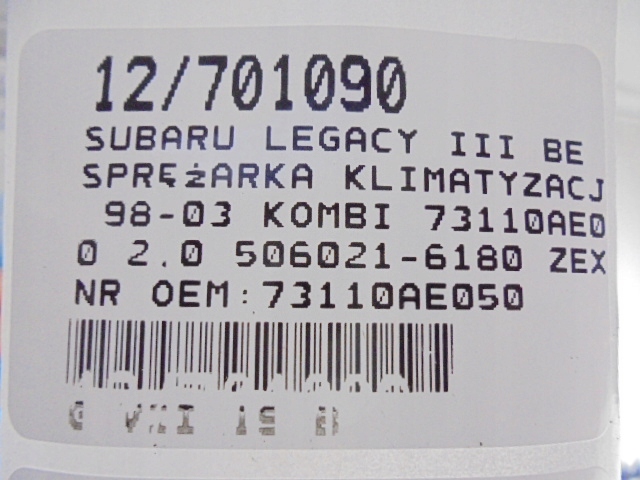 12/701090
SUBARU LEGACY III BE
SPRĘżARKA KLIMATYZACJ
98-03 KOMBI 73110AE0
0 2.0 506021-6180 ZEX
NR OEM:73110AE050